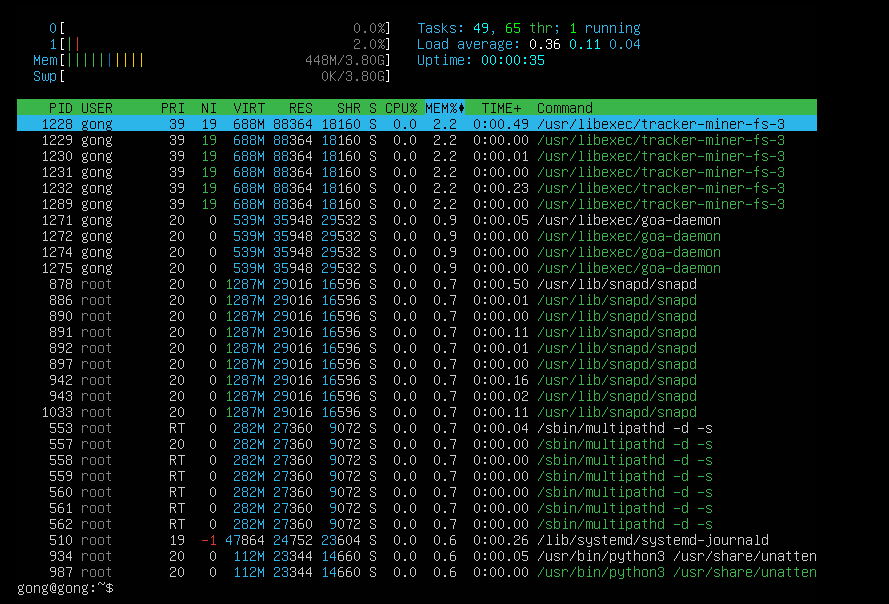 0[ 0.0%] Tasks: 49, 65 thr; 1 running
1[|| 2.0%] Load average: 0.36 0.11 0.04
Mem[|||||||||| 448M/3.80G] Uptime: 00:00:35
Swp[ 0K/3.80G]
PID USER PRI NI VIRT RES SHR S CPU% MEM% TIME+ Command
1228 gong 39 19 688M 88364 18160 S 0.0 2.2 0:00.49 /usr/libexec/tracker-miner-fs-3
1229 gong 39 19 688M 88364 18160 S 0.0 2.2 0:00.00 /usr/libexec/tracker-miner-fs-3
1230 gong 39 19 688M 88364 18160 S 0.0 2.2 0:00.01 /usr/libexec/tracker-miner-fs-3
1231 gong 39 19 688M 88364 18160 S 0.0 2.2 0:00.00 /usr/libexec/tracker-miner-fs-3
1232 gong 39 19 688M 88364 18160 S 0.0 2.2 0:00.23 /usr/libexec/tracker-miner-fs-3
1289 gong 39 19 688M 88364 18160 S 0.0 2.2 0:00.00 /usr/libexec/tracker-miner-fs-3
1271 gong 20 0 539M 35948 29532 S 0.0 0.9 0:00.05 /usr/libexec/goa-daemon
1272 gong 20 0 539M 35948 29532 S 0.0 0.9 0:00.00 /usr/libexec/goa-daemon
1274 gong 20 0 539M 35948 29532 S 0.0 0.9 0:00.00 /usr/libexec/goa-daemon
1275 gong 20 0 539M 35948 29532 S 0.0 0.9 0:00.00 /usr/libexec/goa-daemon
878 root 20 0 1287M 29016 16596 S 0.0 0.7 0:00.50 /usr/lib/snapd/snapd
886 root 20 0 1287M 29016 16596 S 0.0 0.7 0:00.01 /usr/lib/snapd/snapd
890 root 20 0 1287M 29016 16596 S 0.0 0.7 0:00.00 /usr/lib/snapd/snapd
891 root 20 0 1287M 29016 16596 S 0.0 0.7 0:00.11 /usr/lib/snapd/snapd
892 root 20 0 1287M 29016 16596 S 0.0 0.7 0:00.01 /usr/lib/snapd/snapd
897 root 20 0 1287M 29016 16596 S 0.0 0.7 0:00.00 /usr/lib/snapd/snapd
942 root 20 0 1287M 29016 16596 S 0.0 0.7 0:00.16 /usr/lib/snapd/snapd
943 root 20 0 1287M 29016 16596 S 0.0 0.7 0:00.02 /usr/lib/snapd/snapd
1033 root 20 0 1287M 29016 16596 S 0.0 0.7 0:00.11 /usr/lib/snapd/snapd
553 root RT 0 282M 27360 9072 S 0.0 0.7 0:00.04 /sbin/multipathd -d -s
557 root 20 0 282M 27360 9072 S 0.0 0.7 0:00.00 /sbin/multipathd -d -s
558 root RT 0 282M 27360 9072 S 0.0 0.7 0:00.00 /sbin/multipathd -d -s
559 root RT 0 282M 27360 9072 S 0.0 0.7 0:00.00 /sbin/multipathd -d -s
560 root RT 0 282M 27360 9072 S 0.0 0.7 0:00.00 /sbin/multipathd -d -s
561 root RT 0 282M 27360 9072 S 0.0 0.7 0:00.00 /sbin/multipathd -d -s
562 root RT 0 282M 27360 9072 S 0.0 0.7 0:00.00 /sbin/multipathd -d -s
510 root 19 -1 47864 24752 23604 S 0.0 0.6 0:00.26 /lib/systemd/systemd-journald
934 root 20 0 112M 23344 14660 S 0.0 0.6 0:00.05 /usr/bin/python3 /usr/share/unatten
987 root 20 0 112M 23344 14660 S 0.0 0.6 0:00.00 /usr/bin/python3 /usr/share/unatten
gong@gong:~$